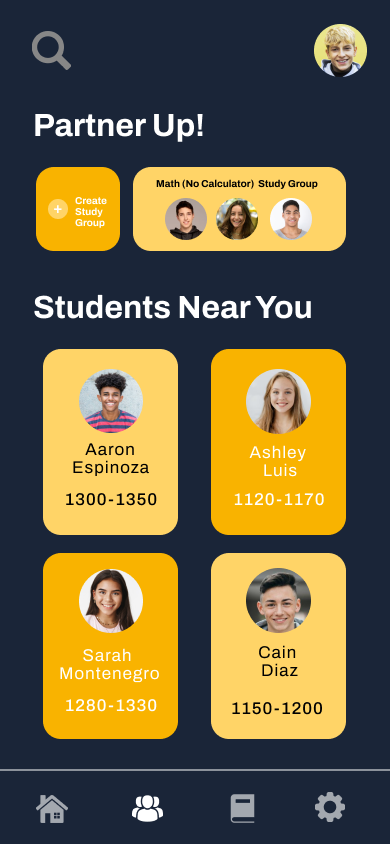 Partner Up!
Create
Study
Group
Math (No Calculator) Study Group
Students Near You
Aaron
Espinoza
1300-1350
Ashley
Luis
1120-1170
Sarah
Montenegro
1280-1330
Cain
Diaz
1150-1200